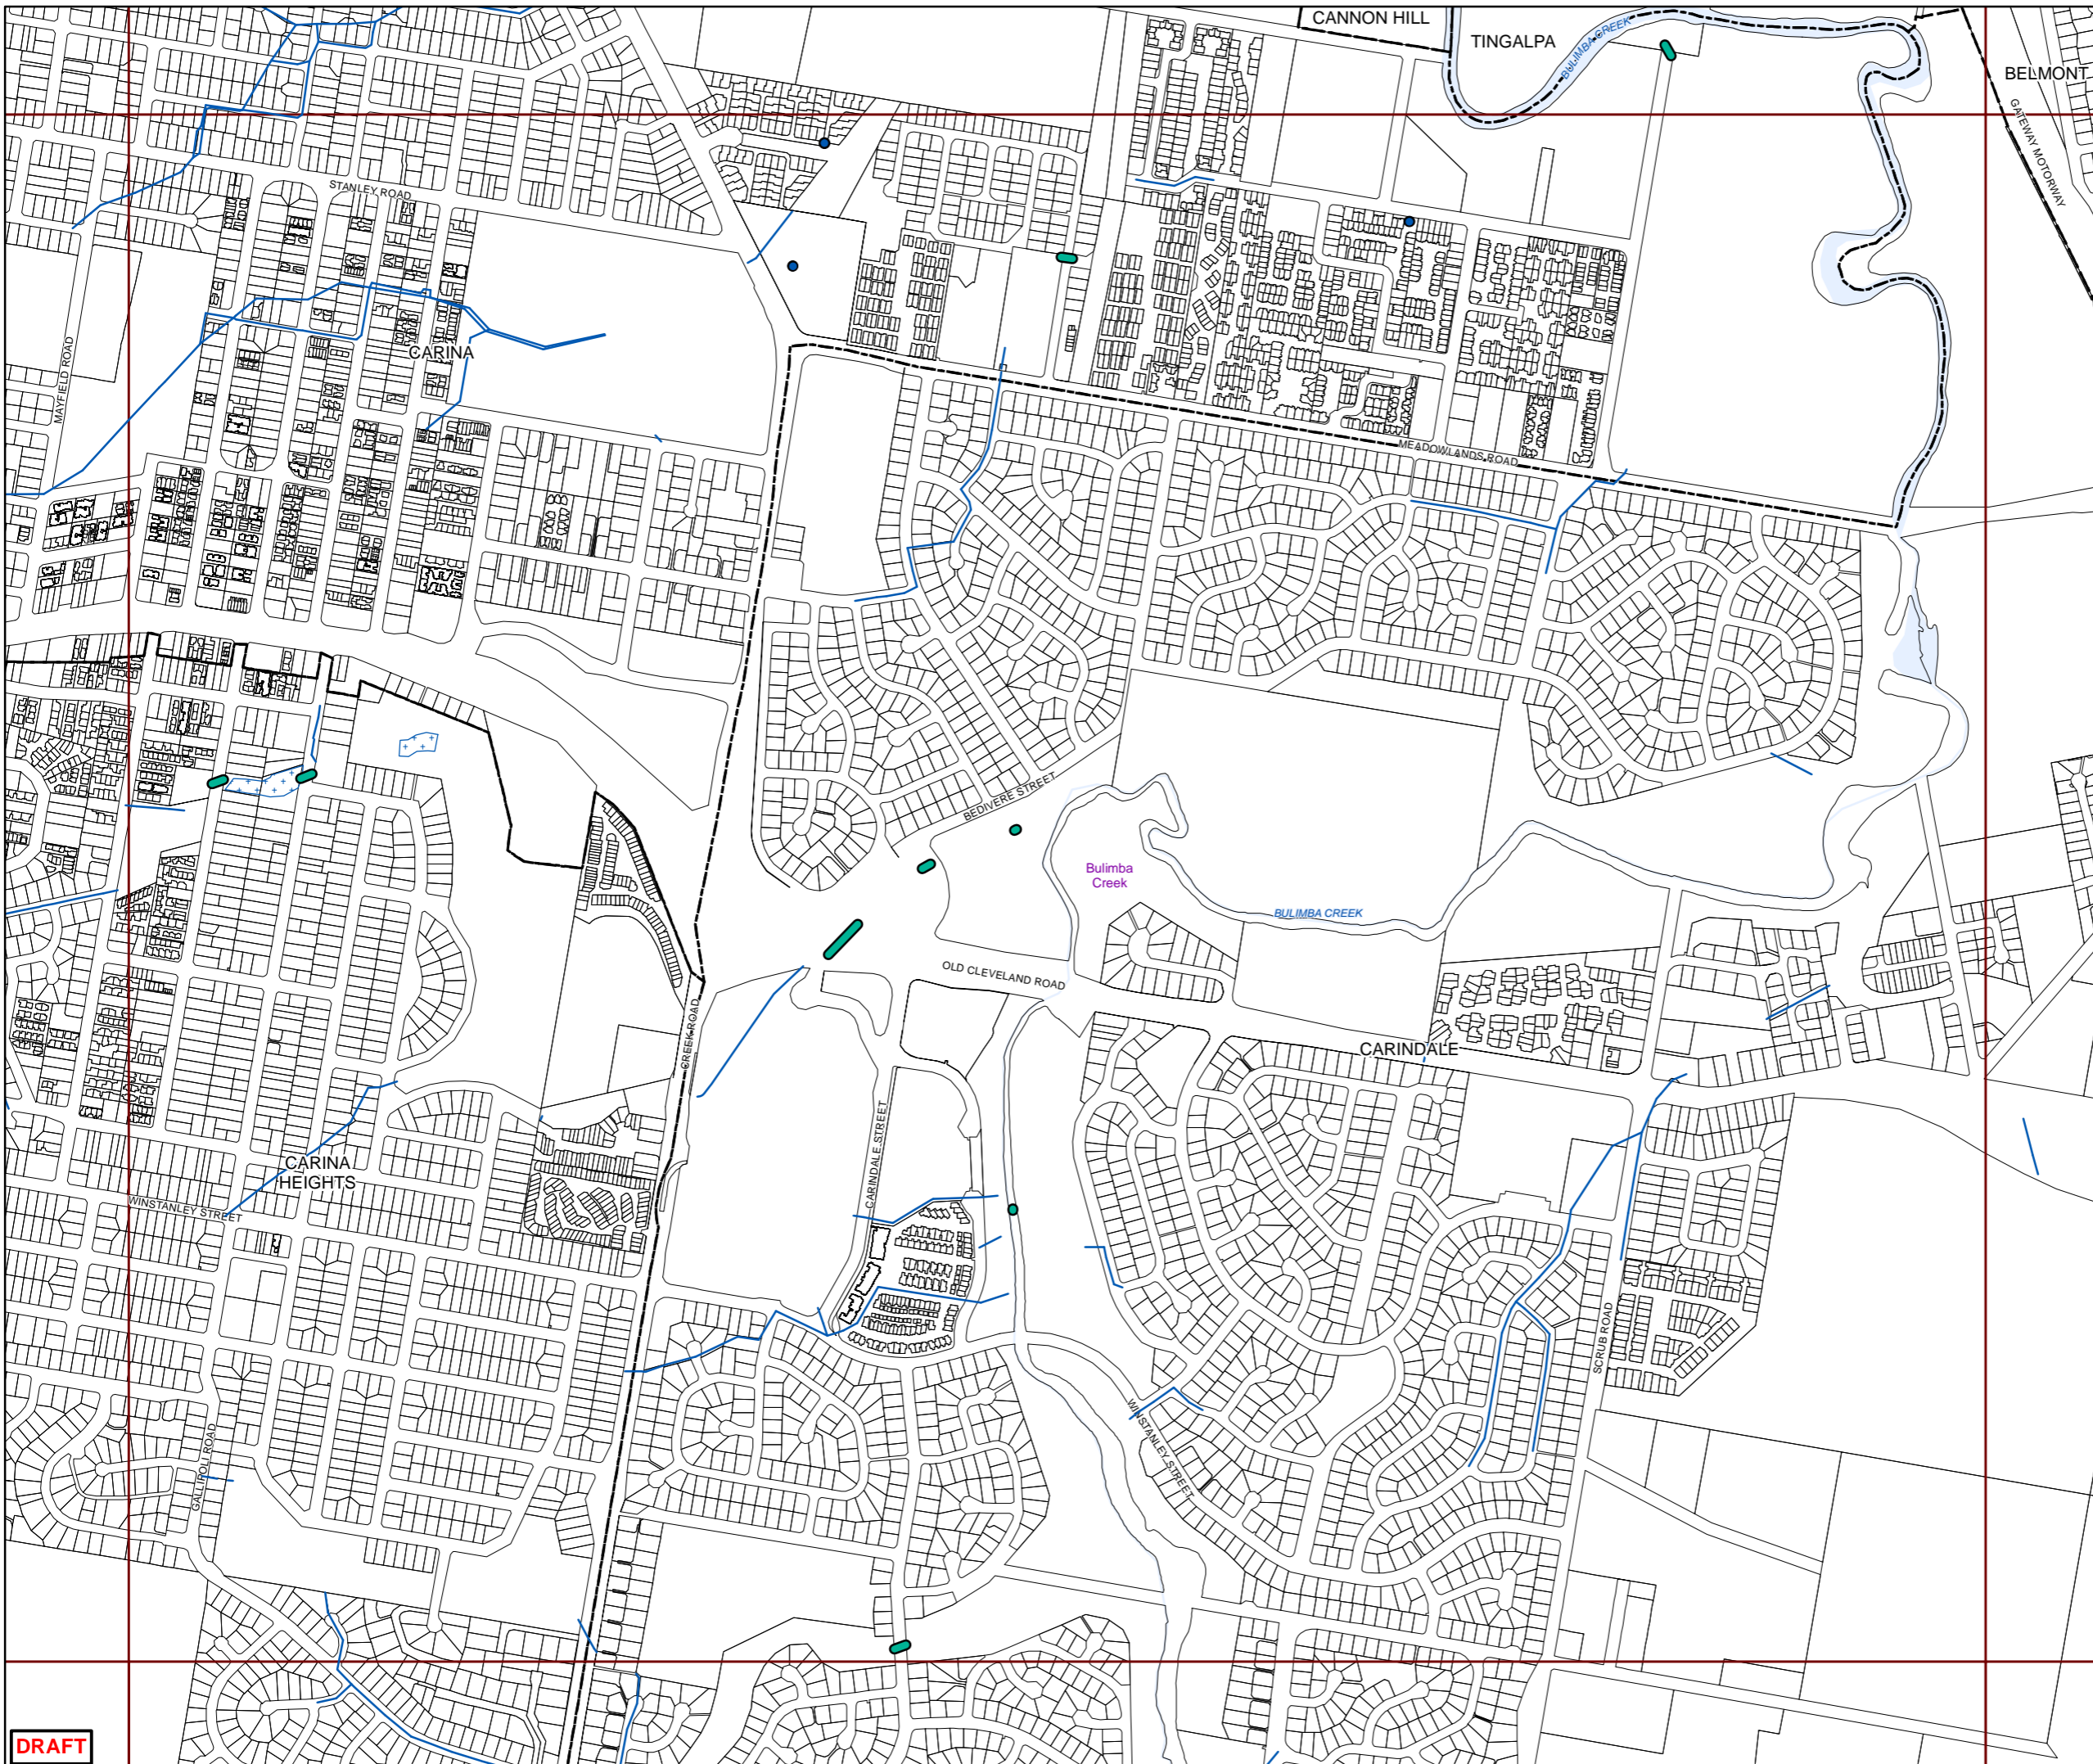 CANNON HILL
TINGALPA
BULIMBA CREEK
BELMONT
GATEWAY MOTORWAY
STANLEY ROAD
MAYFIELD ROAD
CARINA
MEADOWLANDS ROAD
BEDIVERE STREET
Bulimba
Creek
BULIMBA CREEK
OLD CLEVELAND ROAD
CREEK ROAD
CARINDALE
CARINDALE STREET
CARINA
HEIGHTS
WINSTANLEY STREET
SCRUB ROAD
WINSTANLEY STREET
GALLIPOLI ROAD
DRAFT